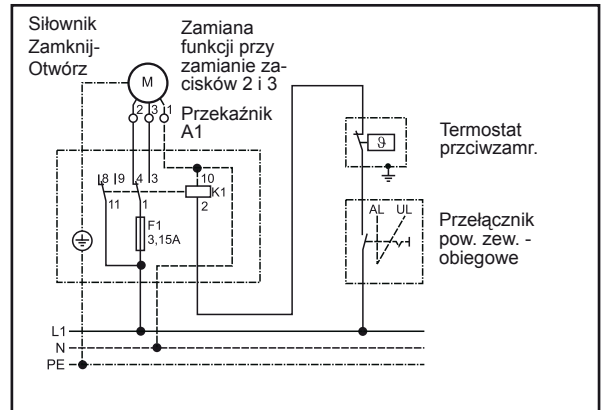 Siłownik
Zamknij-
Otwórz
Zamiana
funkcji przy
zamianie za-
cisków 2 i 3
M
2 3 1
Przekaźnik
A1
Termostat
przciwzamr.
ϑ
8 9 4 3 10
K1
11 1 2
F1
3,15A
AL UL
Przełącznik
pow. zew. -
obiegowe
L1
N
PE